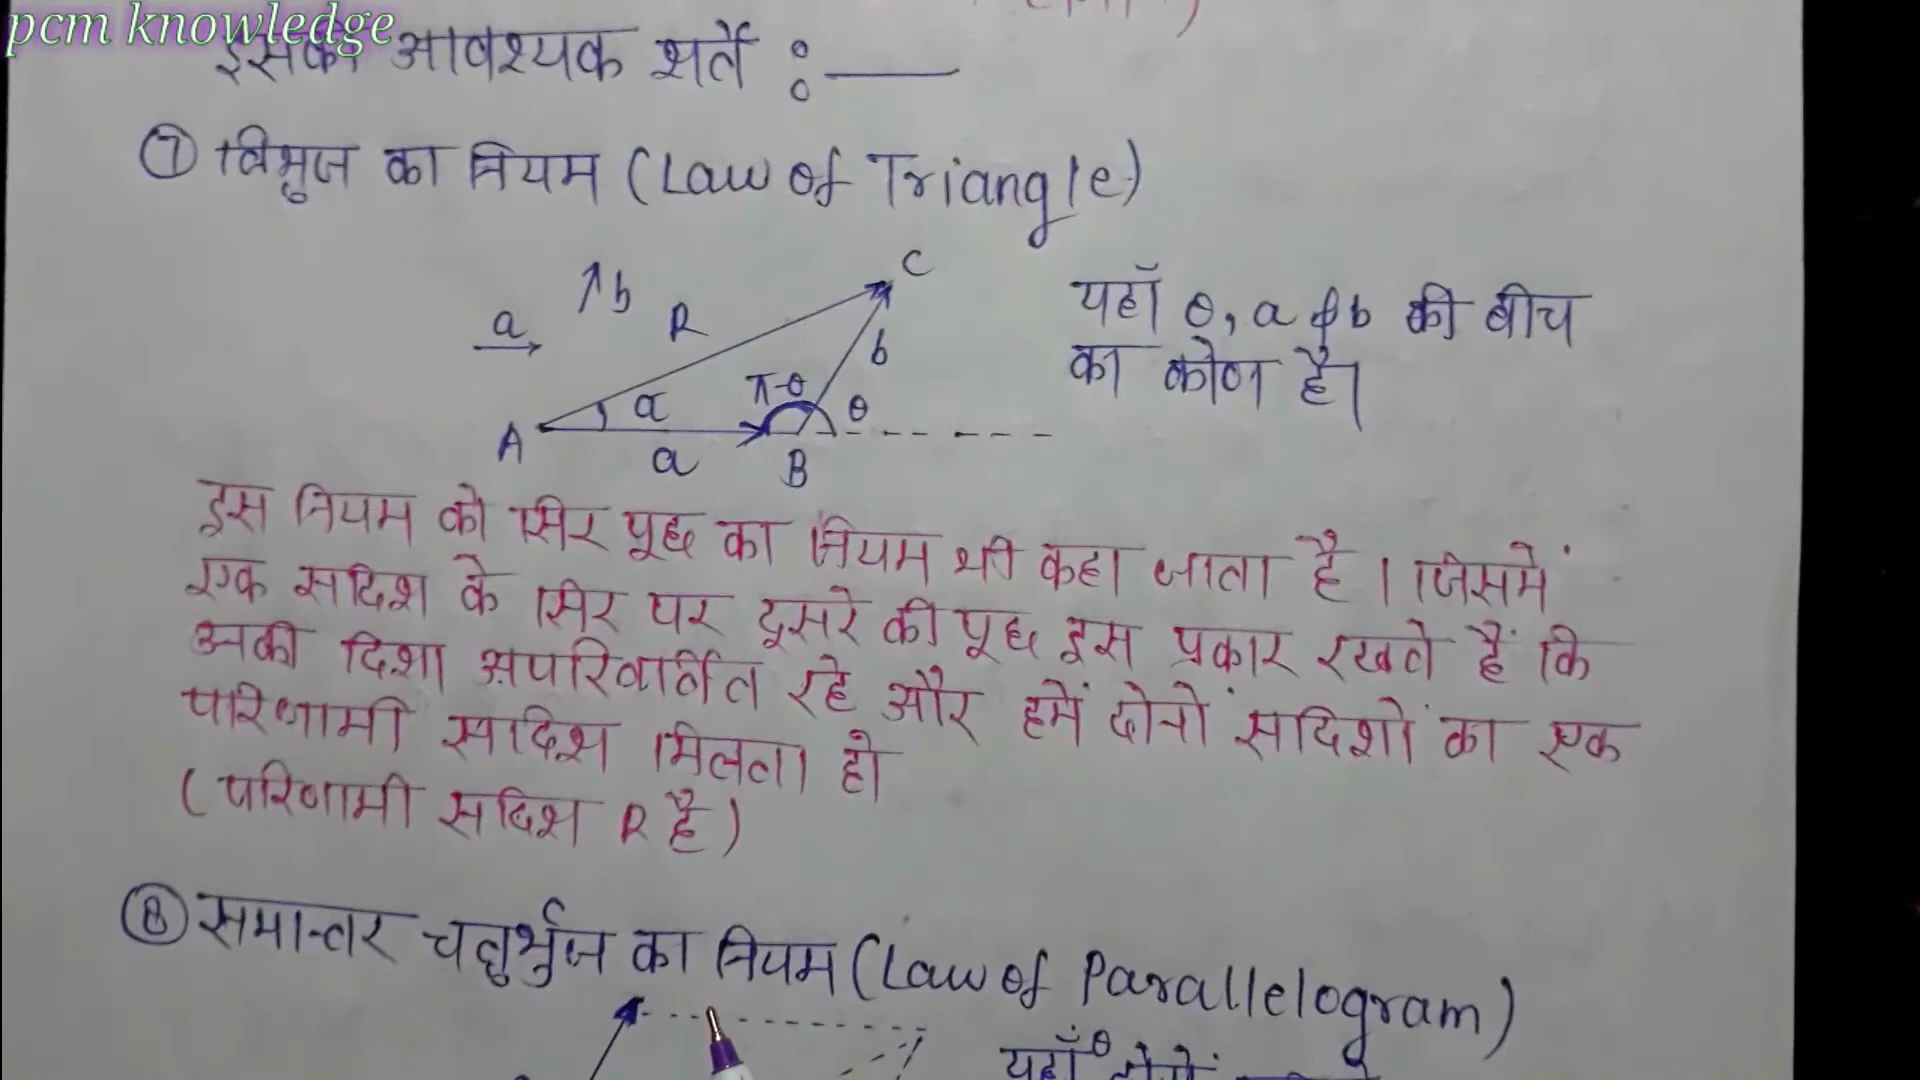 pcm knowledge
इसकी आवश्यक शर्ते :—
⑦ त्रिभुज का नियम (Law of Triangle)
a
b
R
C
b
π-θ
α
θ
A
a
B
यहाँ θ, a & b की बीच
का कोण है।
इस नियम को सिर पूछ का नियम भी कहा जाता है। जिसमें
एक सदिश के सिर पर दूसरे की पूछ इस प्रकार रखते हैं कि
उनकी दिशा अपरिवर्तित रहे और हमें दोनों सदिशों का एक
परिणामी सदिश मिलता हो
(परिणामी सदिश R है)
⑧ समान्तर चतुर्भुज का नियम (Law of Parallelogram)
यहाँ θ